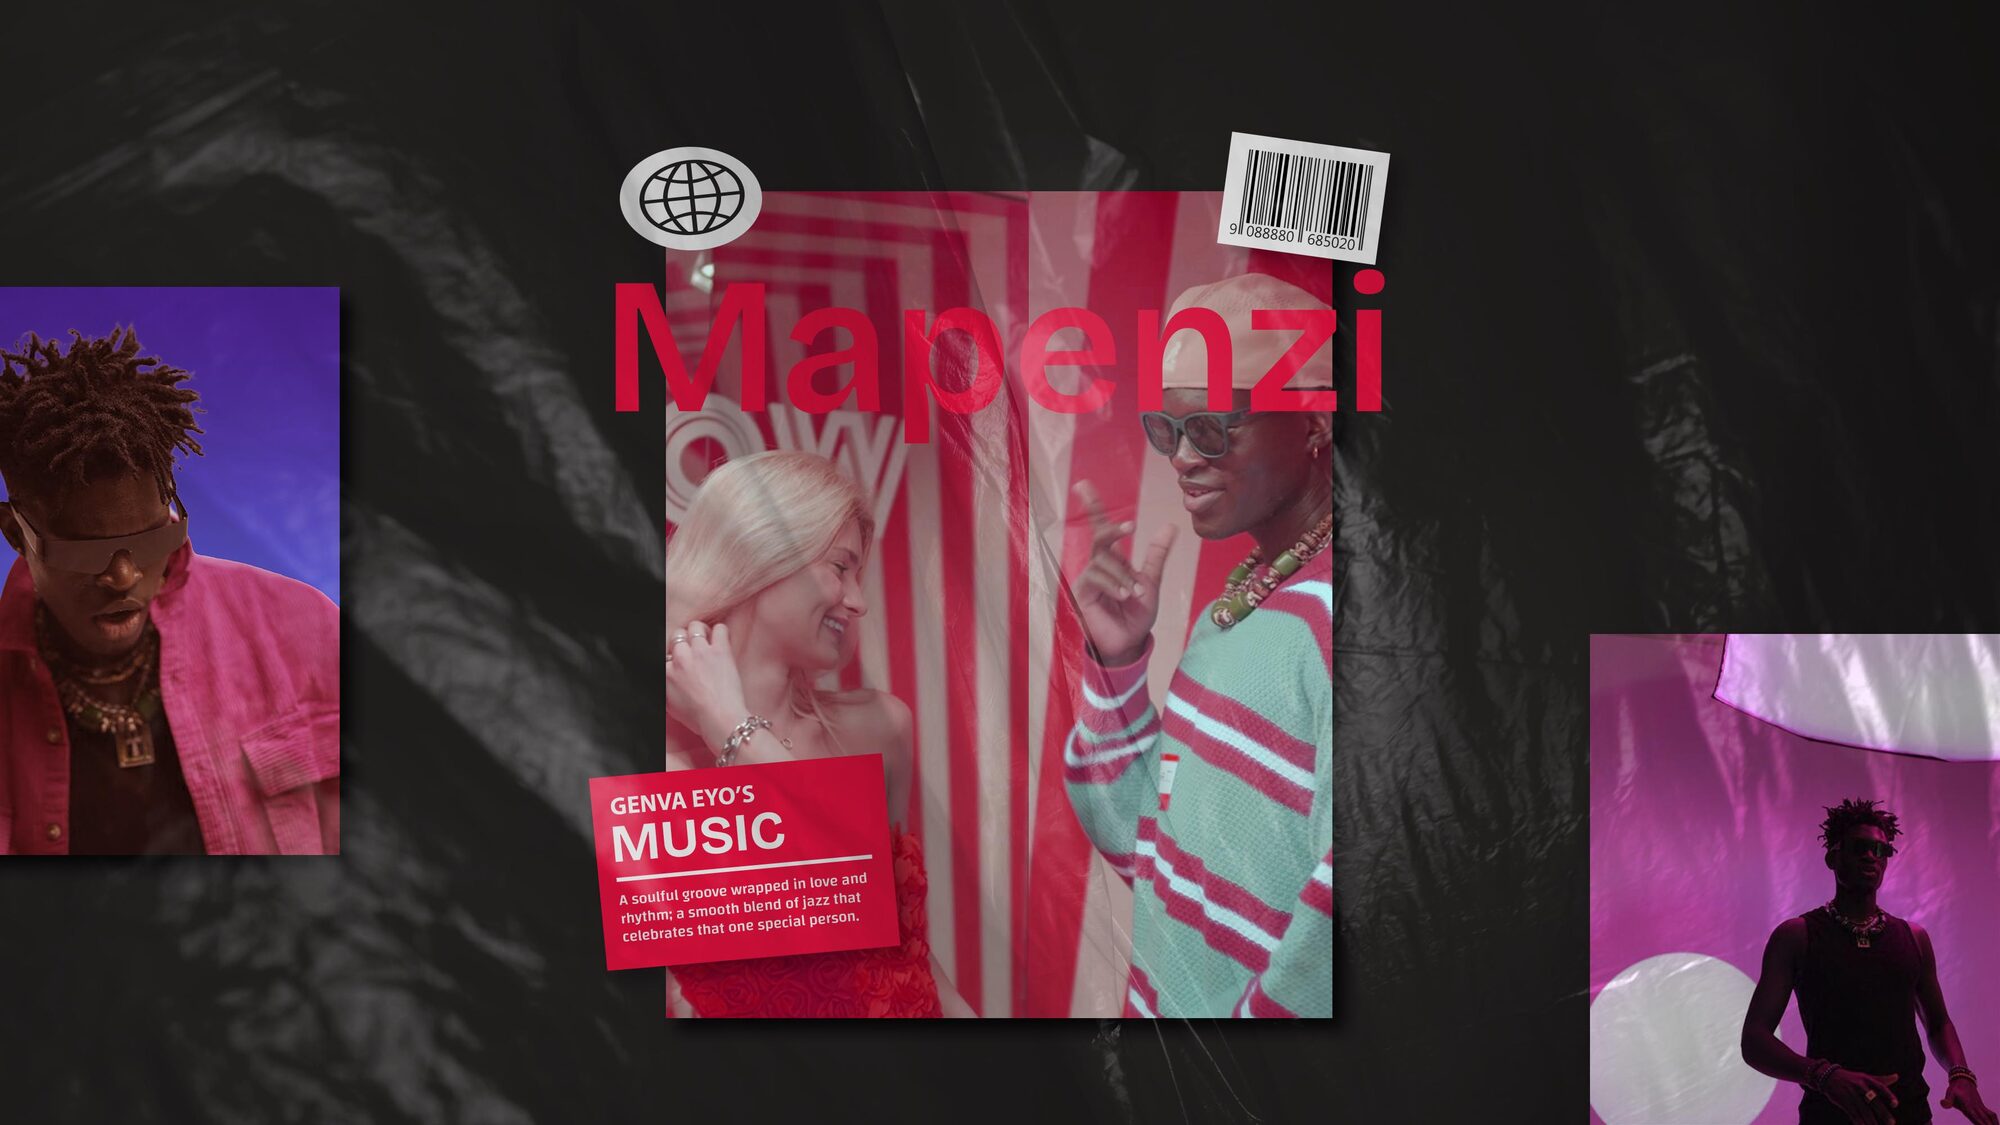 9 088880 685020
Mapenzi
OW
GENVA EYO'S
MUSIC
A soulful groove wrapped in love and
rhythm; a smooth blend of jazz that
celebrates that one special person.